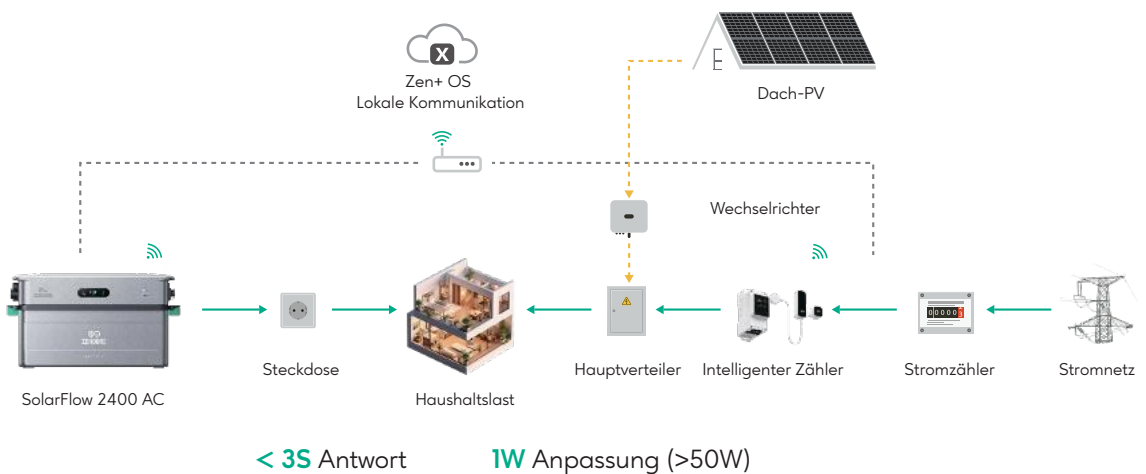 X
Zen+ OS
Lokale Kommunikation
Dach-PV
Wechselrichter
Steckdose
Hauptverteiler
Intelligenter Zähler
Stromzähler
Stromnetz
SolarFlow 2400 AC
Haushaltslast
< 3S Antwort
1W Anpassung (>50W)